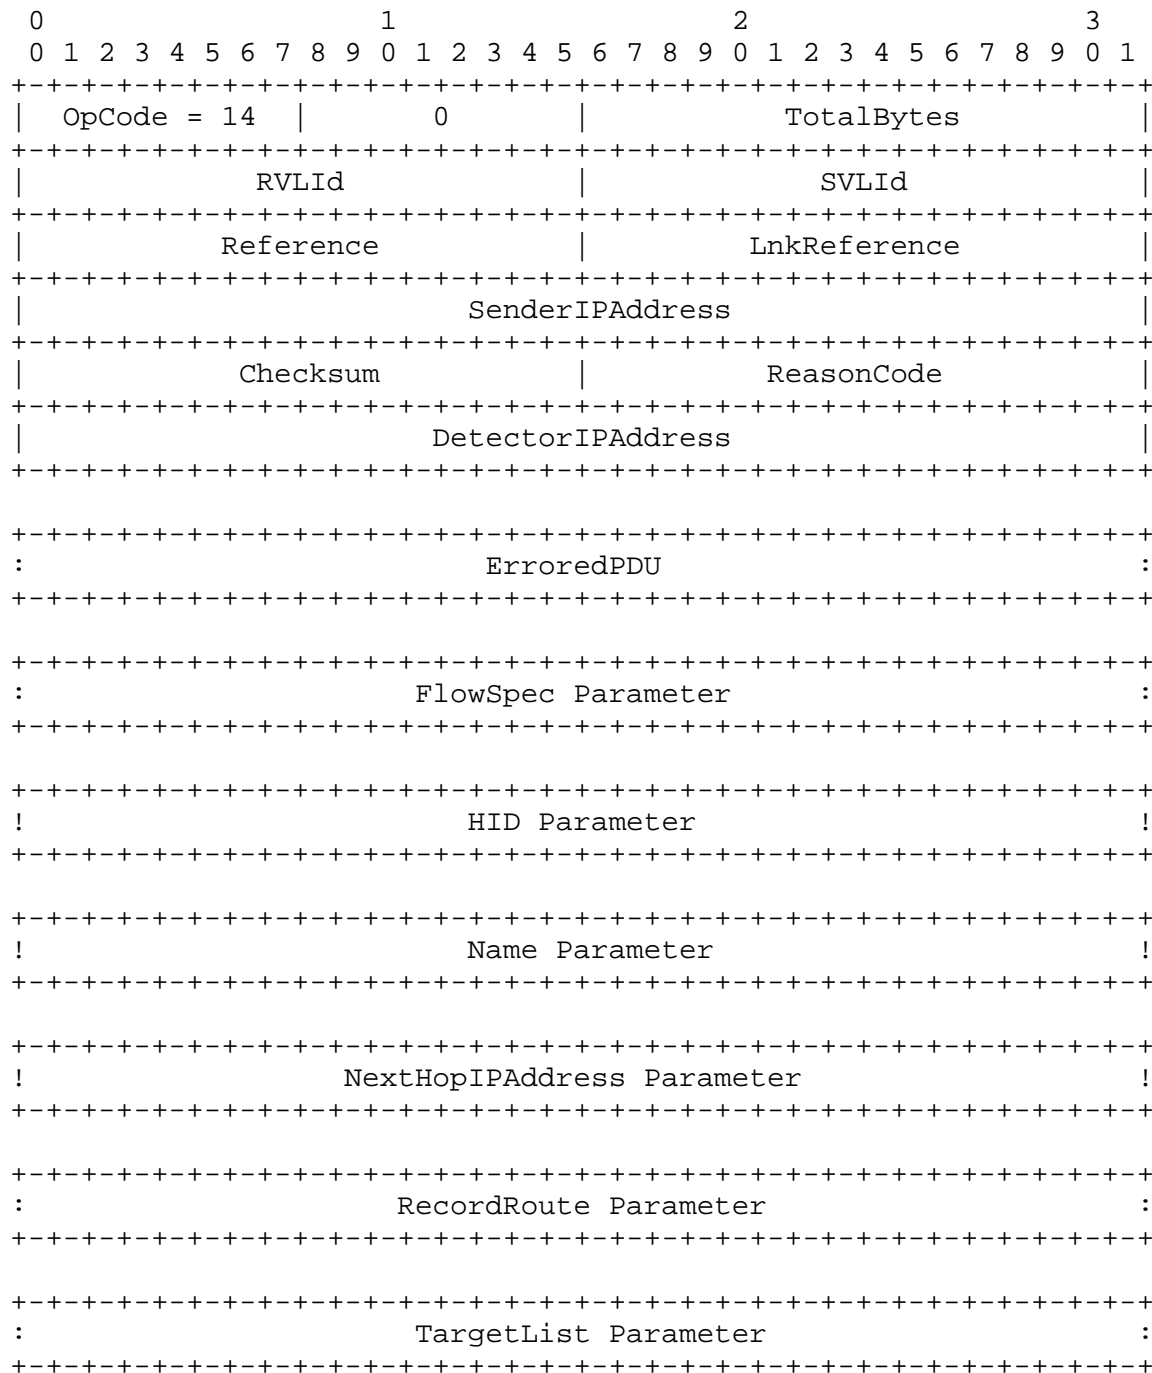 0                   1                   2                   3
 0 1 2 3 4 5 6 7 8 9 0 1 2 3 4 5 6 7 8 9 0 1 2 3 4 5 6 7 8 9 0 1
+-+-+-+-+-+-+-+-+-+-+-+-+-+-+-+-+-+-+-+-+-+-+-+-+-+-+-+-+-+-+-+-+
|  OpCode = 14  |       0       |           TotalBytes          |
+-+-+-+-+-+-+-+-+-+-+-+-+-+-+-+-+-+-+-+-+-+-+-+-+-+-+-+-+-+-+-+-+
|             RVLId             |             SVLId             |
+-+-+-+-+-+-+-+-+-+-+-+-+-+-+-+-+-+-+-+-+-+-+-+-+-+-+-+-+-+-+-+-+
|           Reference           |         LnkReference          |
+-+-+-+-+-+-+-+-+-+-+-+-+-+-+-+-+-+-+-+-+-+-+-+-+-+-+-+-+-+-+-+-+
|                         SenderIPAddress                       |
+-+-+-+-+-+-+-+-+-+-+-+-+-+-+-+-+-+-+-+-+-+-+-+-+-+-+-+-+-+-+-+-+
|            Checksum           |          ReasonCode           |
+-+-+-+-+-+-+-+-+-+-+-+-+-+-+-+-+-+-+-+-+-+-+-+-+-+-+-+-+-+-+-+-+
|                       DetectorIPAddress                       |
+-+-+-+-+-+-+-+-+-+-+-+-+-+-+-+-+-+-+-+-+-+-+-+-+-+-+-+-+-+-+-+-+

+-+-+-+-+-+-+-+-+-+-+-+-+-+-+-+-+-+-+-+-+-+-+-+-+-+-+-+-+-+-+-+-+
:                          ErroredPDU                           :
+-+-+-+-+-+-+-+-+-+-+-+-+-+-+-+-+-+-+-+-+-+-+-+-+-+-+-+-+-+-+-+-+

+-+-+-+-+-+-+-+-+-+-+-+-+-+-+-+-+-+-+-+-+-+-+-+-+-+-+-+-+-+-+-+-+
:                      FlowSpec Parameter                       :
+-+-+-+-+-+-+-+-+-+-+-+-+-+-+-+-+-+-+-+-+-+-+-+-+-+-+-+-+-+-+-+-+

+-+-+-+-+-+-+-+-+-+-+-+-+-+-+-+-+-+-+-+-+-+-+-+-+-+-+-+-+-+-+-+-+
!                         HID Parameter                         !
+-+-+-+-+-+-+-+-+-+-+-+-+-+-+-+-+-+-+-+-+-+-+-+-+-+-+-+-+-+-+-+-+

+-+-+-+-+-+-+-+-+-+-+-+-+-+-+-+-+-+-+-+-+-+-+-+-+-+-+-+-+-+-+-+-+
!                         Name Parameter                        !
+-+-+-+-+-+-+-+-+-+-+-+-+-+-+-+-+-+-+-+-+-+-+-+-+-+-+-+-+-+-+-+-+

+-+-+-+-+-+-+-+-+-+-+-+-+-+-+-+-+-+-+-+-+-+-+-+-+-+-+-+-+-+-+-+-+
!                  NextHopIPAddress Parameter                   !
+-+-+-+-+-+-+-+-+-+-+-+-+-+-+-+-+-+-+-+-+-+-+-+-+-+-+-+-+-+-+-+-+

+-+-+-+-+-+-+-+-+-+-+-+-+-+-+-+-+-+-+-+-+-+-+-+-+-+-+-+-+-+-+-+-+
:                     RecordRoute Parameter                     :
+-+-+-+-+-+-+-+-+-+-+-+-+-+-+-+-+-+-+-+-+-+-+-+-+-+-+-+-+-+-+-+-+

+-+-+-+-+-+-+-+-+-+-+-+-+-+-+-+-+-+-+-+-+-+-+-+-+-+-+-+-+-+-+-+-+
:                      TargetList Parameter                     :
+-+-+-+-+-+-+-+-+-+-+-+-+-+-+-+-+-+-+-+-+-+-+-+-+-+-+-+-+-+-+-+-+